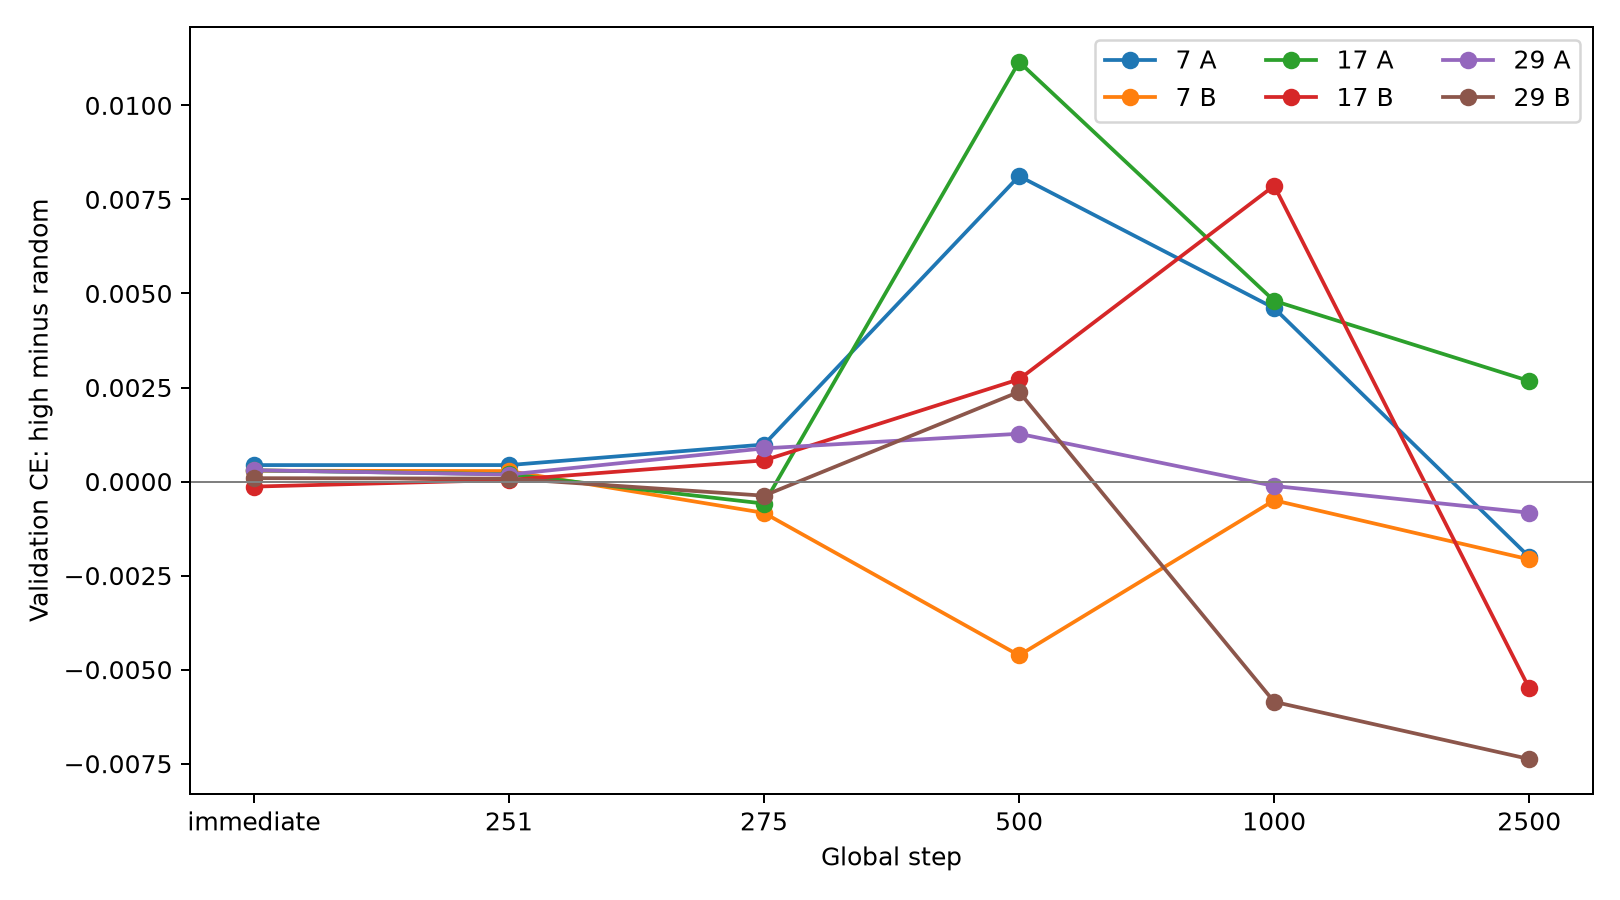 7 A 17 A 29 A
7 B 17 B 29 B
0.0100
0.0075
0.0050
0.0025
0.0000
−0.0025
−0.0050
−0.0075
Validation CE: high minus random
immediate 251 275 500 1000 2500
Global step